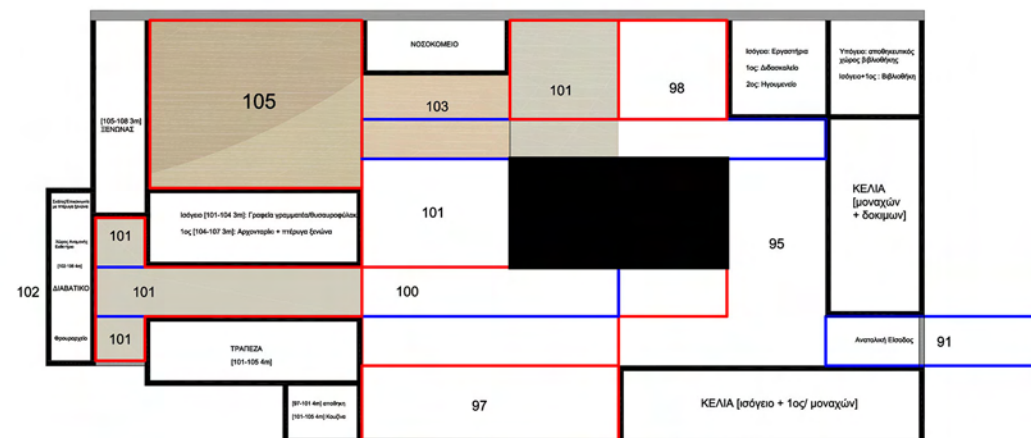 ΝΟΣΟΚΟΜΕΙΟ
Ισόγειο: Εργαστήρια
1ος: Διδασκαλείο
2ος: Ηγουμενείο
Υπόγειο: αποθηκευτικός
χώρος βιβλιοθήκης
Ισόγειο+1ος : Βιβλιοθήκη
105
103
101
98
[105-108 3m]
ΞΕΝΩΝΑΣ
Ισόγειο [101-104 3m]: Γραφεία γραμματέα/θυσαυροφύλακ
1ος [104-107 3m]: Αρχονταρίκι + πτέρυγα ξενώνα
101
101
95
ΚΕΛΙΑ
[μοναχών
+ δοκιμων]
102
ΔΙΑΒΑΤΙΚΟ
101
100
Φρουραρχείο
101
ΤΡΑΠΕΖΑ
[101-105 4m]
Ανατολική Είσοδος
91
[97-101 4m] αποθηκη
[101-105 4m] Κουζίνα
97
ΚΕΛΙΑ [ισόγειο + 1ος/ μοναχών]